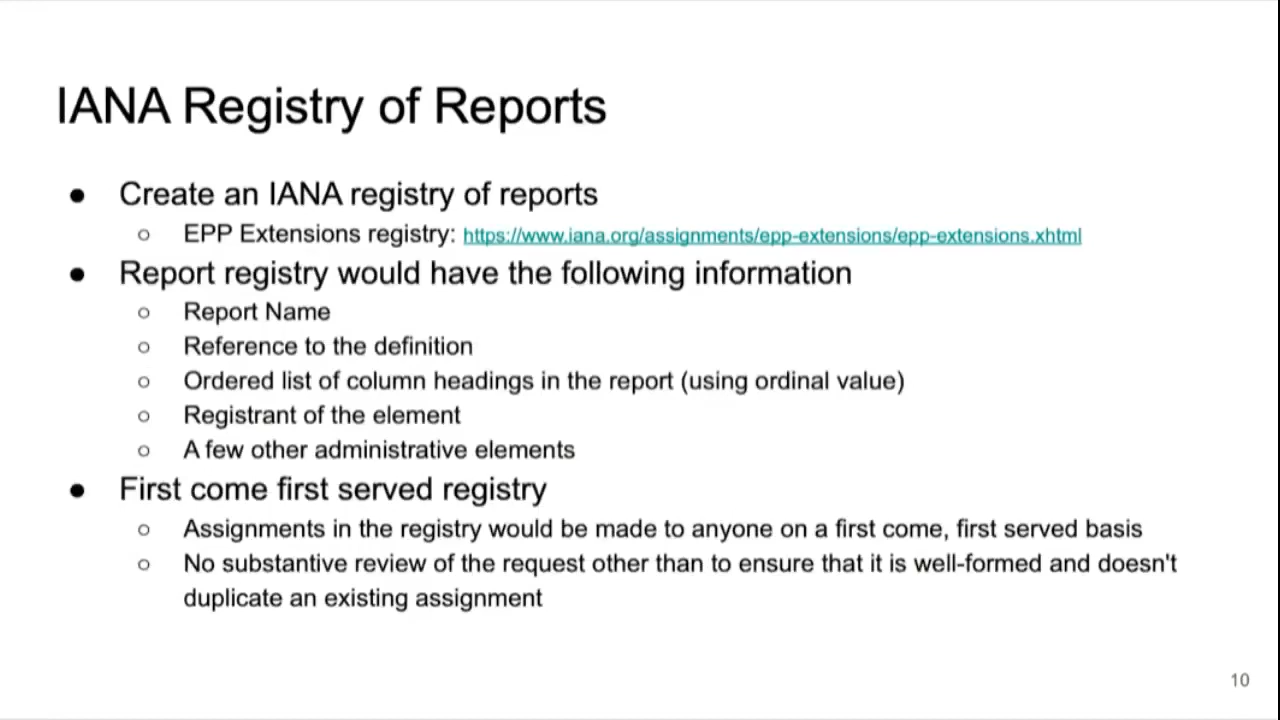 IANA Registry of Reports
● Create an IANA registry of reports
○ EPP Extensions registry: https://www.iana.org/assignments/epp-extensions/epp-extensions.xhtml
● Report registry would have the following information
○ Report Name
○ Reference to the definition
○ Ordered list of column headings in the report (using ordinal value)
○ Registrant of the element
○ A few other administrative elements
● First come first served registry
○ Assignments in the registry would be made to anyone on a first come, first served basis
○ No substantive review of the request other than to ensure that it is well-formed and doesn't
duplicate an existing assignment
10